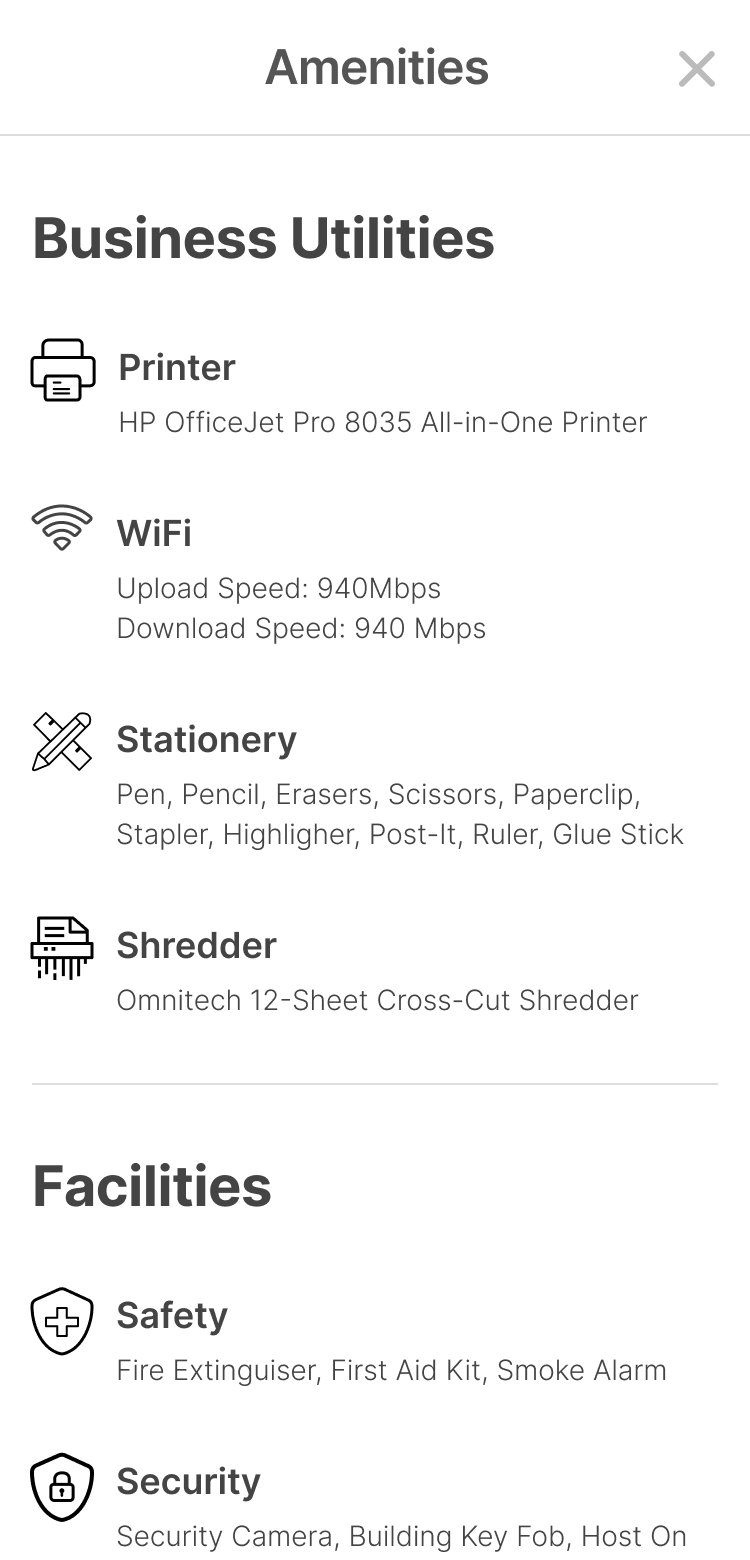 Amenities
Business Utilities
Printer
HP OfficeJet Pro 8035 All-in-One Printer
WiFi
Upload Speed: 940Mbps
Download Speed: 940 Mbps
Stationery
Pen, Pencil, Erasers, Scissors, Paperclip,
Stapler, Highligher, Post-It, Ruler, Glue Stick
Shredder
Omnitech 12-Sheet Cross-Cut Shredder
Facilities
Safety
Fire Extinguiser, First Aid Kit, Smoke Alarm
Security
Security Camera, Building Key Fob, Host On